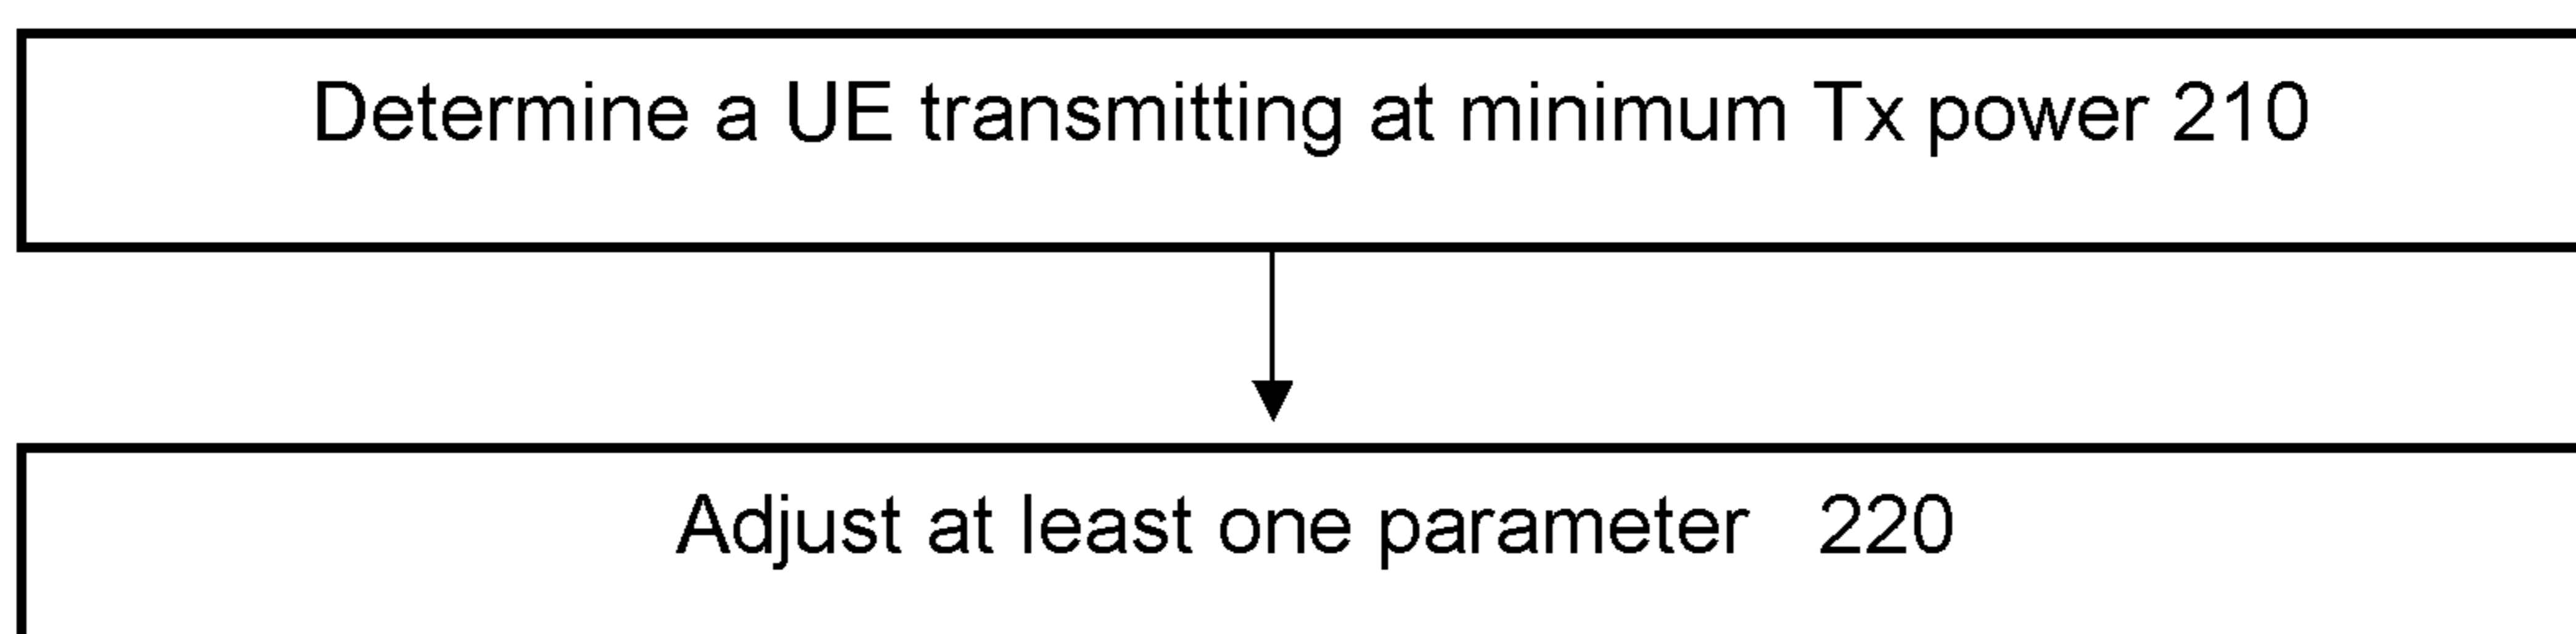 Determine a UE transmitting at minimum Tx power 210
Adjust at least one parameter 220